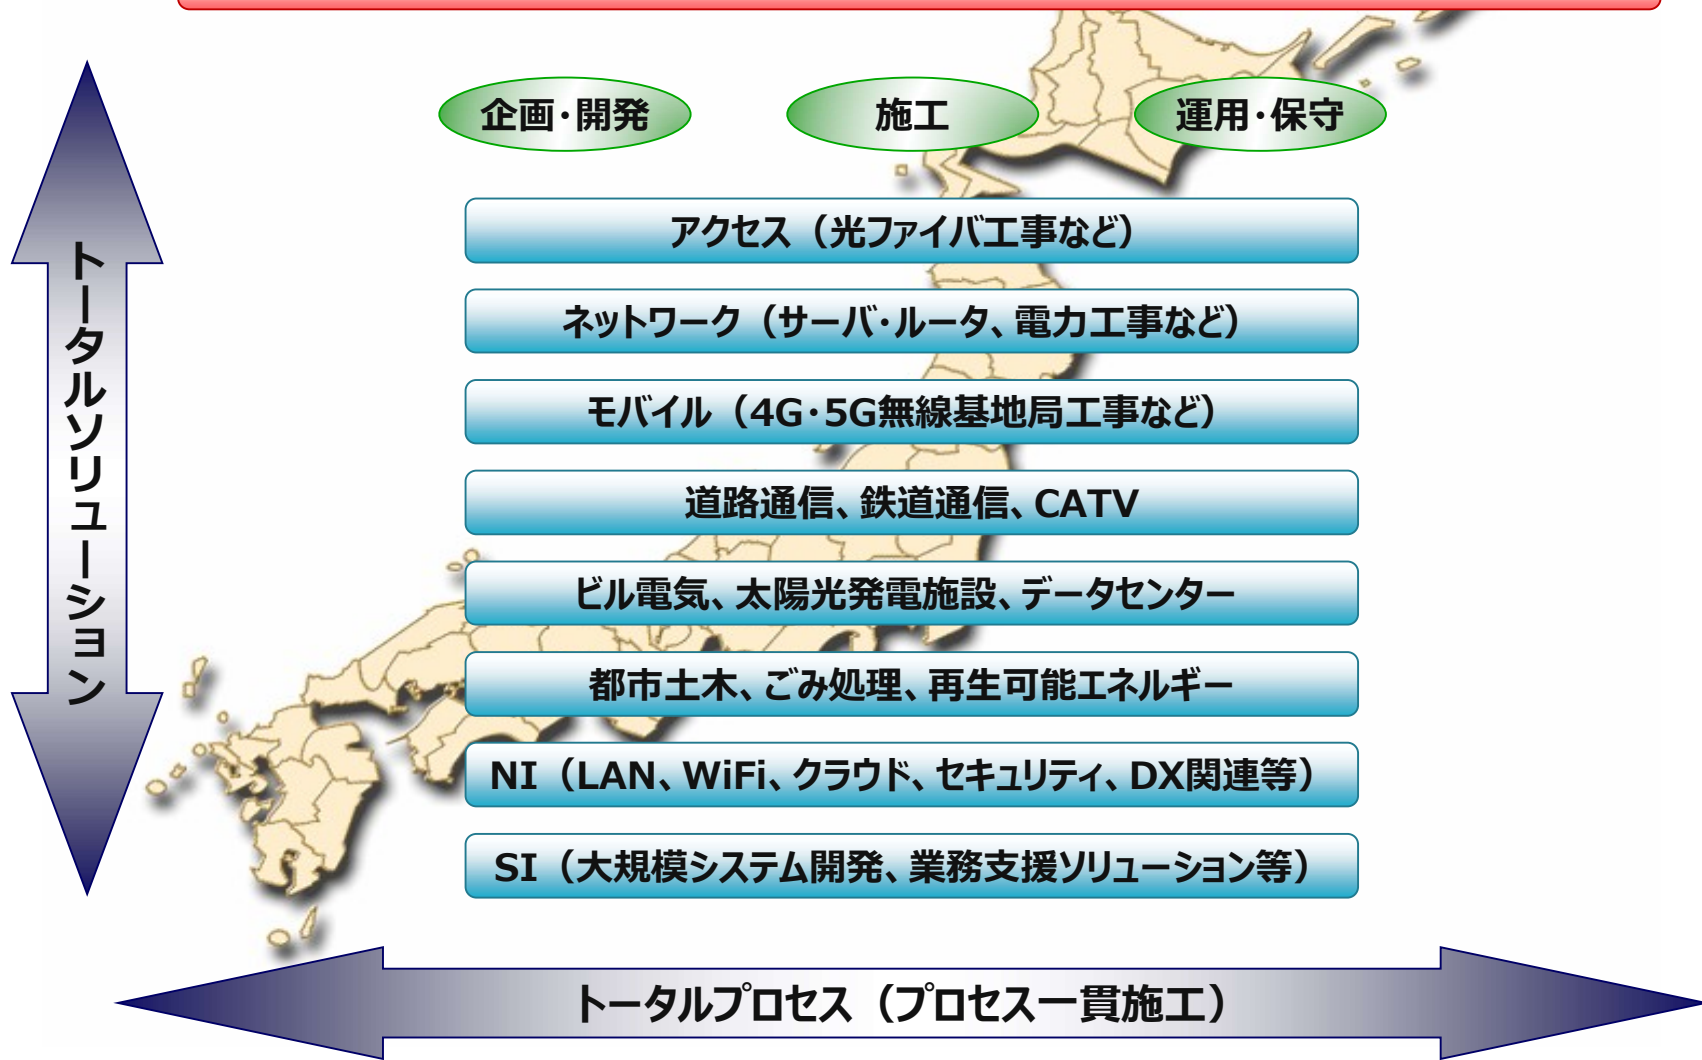 企画・開発
施工
運用・保守
トータルソリューション
アクセス（光ファイバ工事など）
ネットワーク（サーバ・ルータ、電力工事など）
モバイル（4G・5G無線基地局工事など）
道路通信、鉄道通信、CATV
ビル電気、太陽光発電施設、データセンター
都市土木、ごみ処理、再生可能エネルギー
NI（LAN、WiFi、クラウド、セキュリティ、DX関連等）
SI（大規模システム開発、業務支援ソリューション等）
トータルプロセス（プロセス一貫施工）